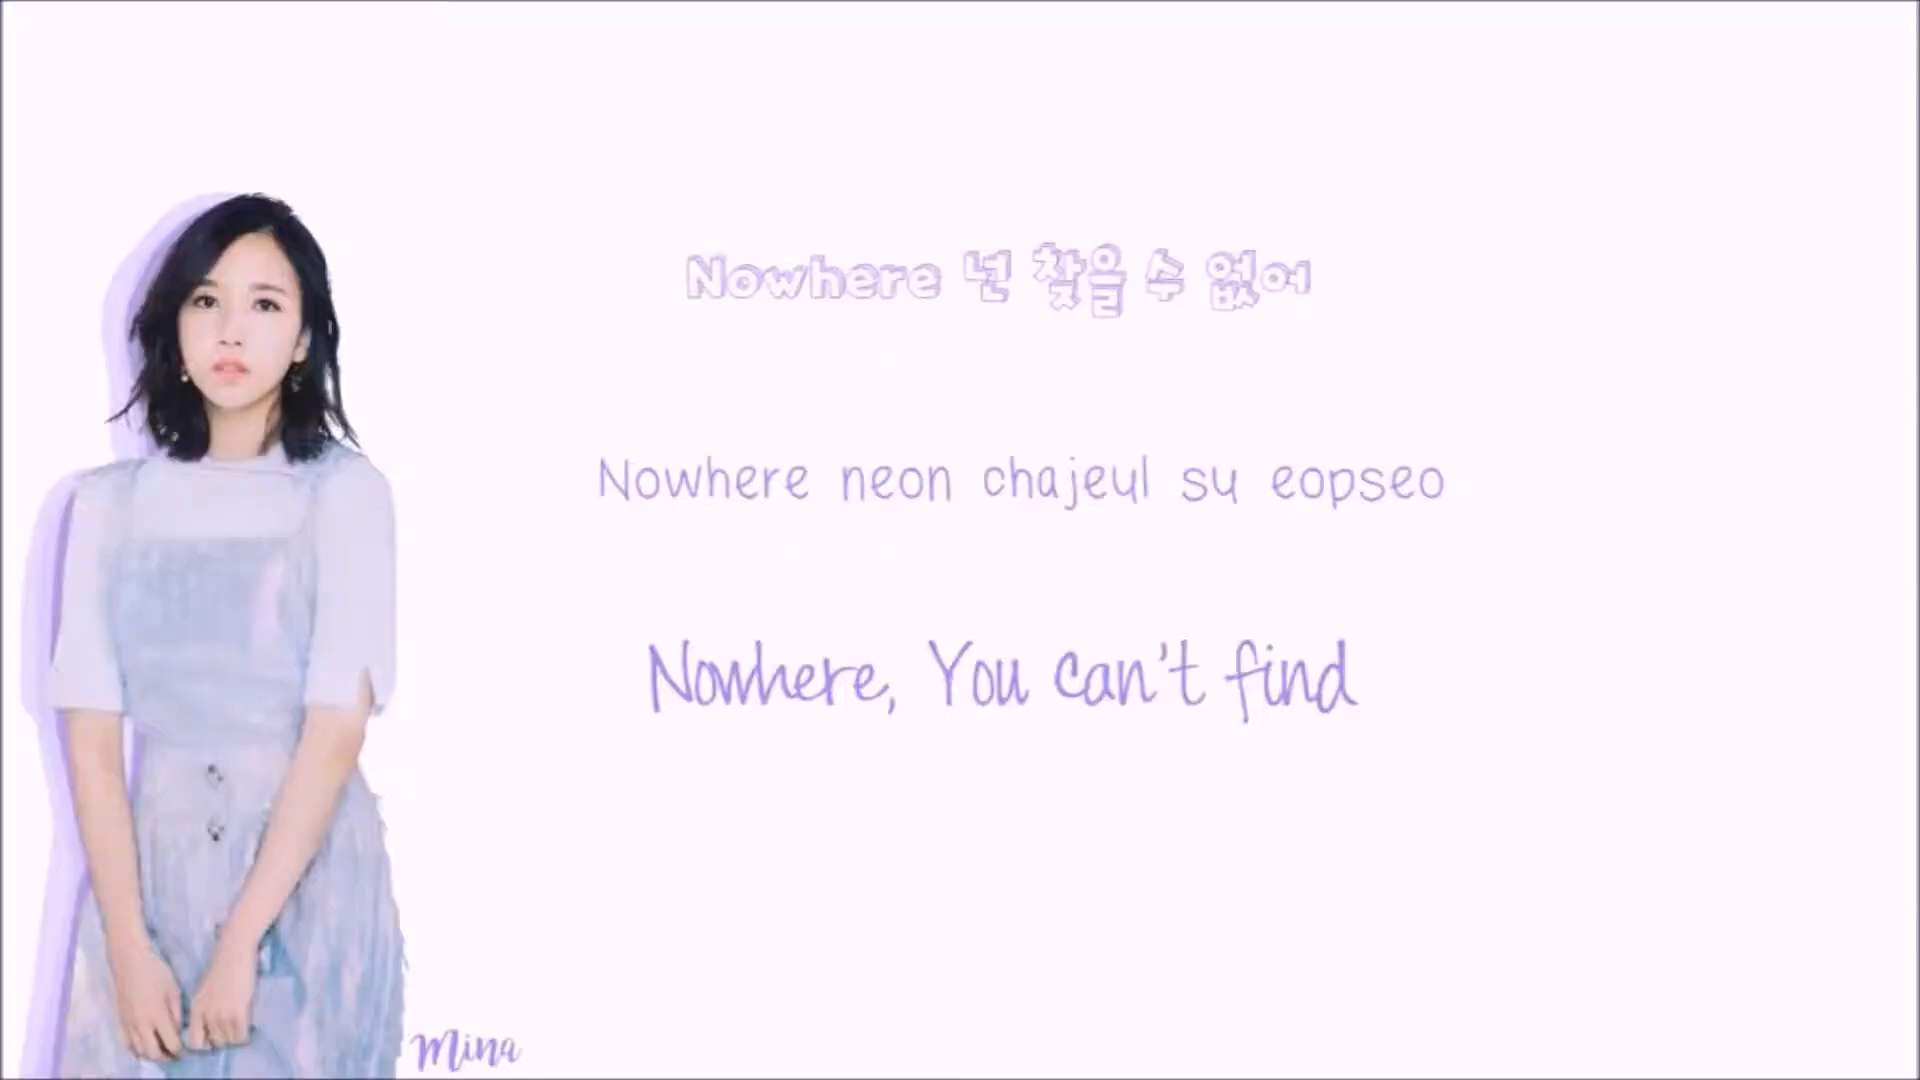 Nowhere 넌 찾을 수 없어
Nowhere neon chajeul su eopseo
Nowhere, You can't find
Mina